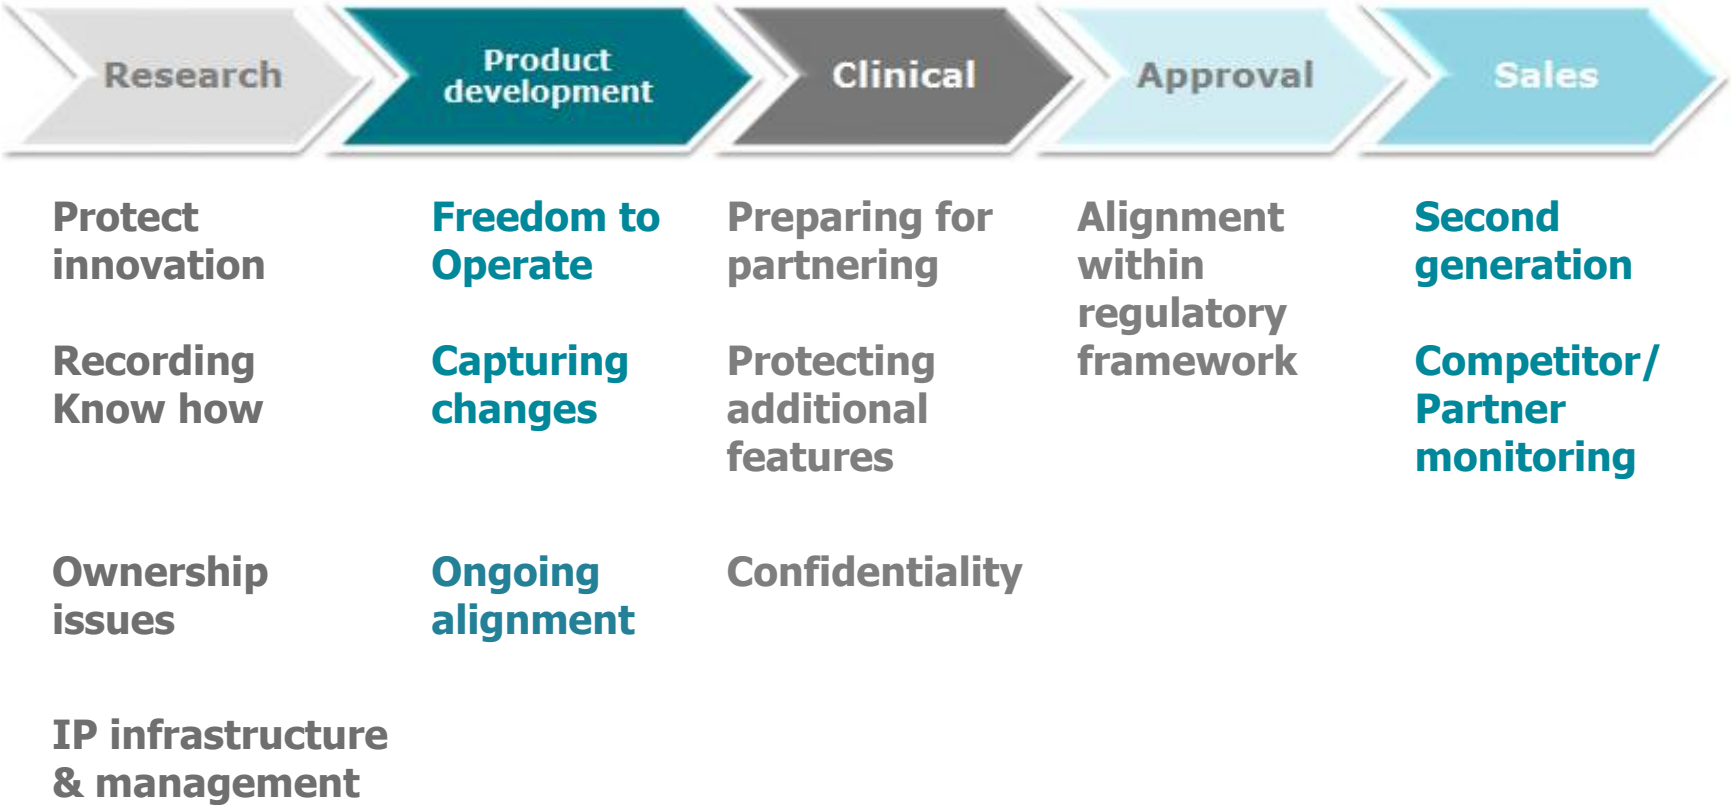 Research
Product
development
Clinical
Approval
Sales
Protect
innovation
Recording
Know how
Ownership
issues
IP infrastructure
& management
Freedom to
Operate
Capturing
changes
Ongoing
alignment
Preparing for
partnering
Protecting
additional
features
Confidentiality
Alignment
within
regulatory
framework
Second
generation
Competitor/
Partner
monitoring